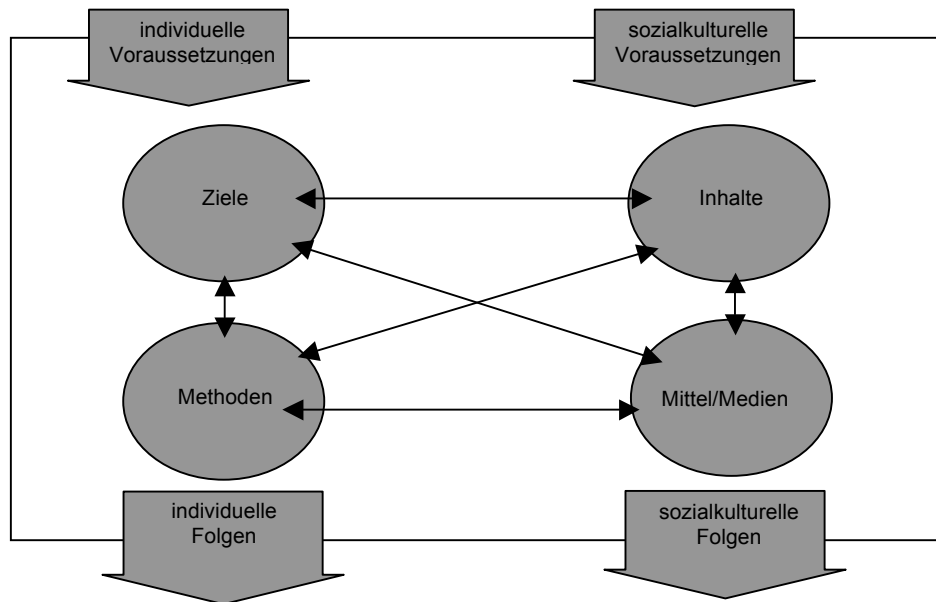 individuelle
Voraussetzungen
sozialkulturelle
Voraussetzungen
Ziele
Inhalte
Methoden
Mittel/Medien
individuelle
Folgen
sozialkulturelle
Folgen